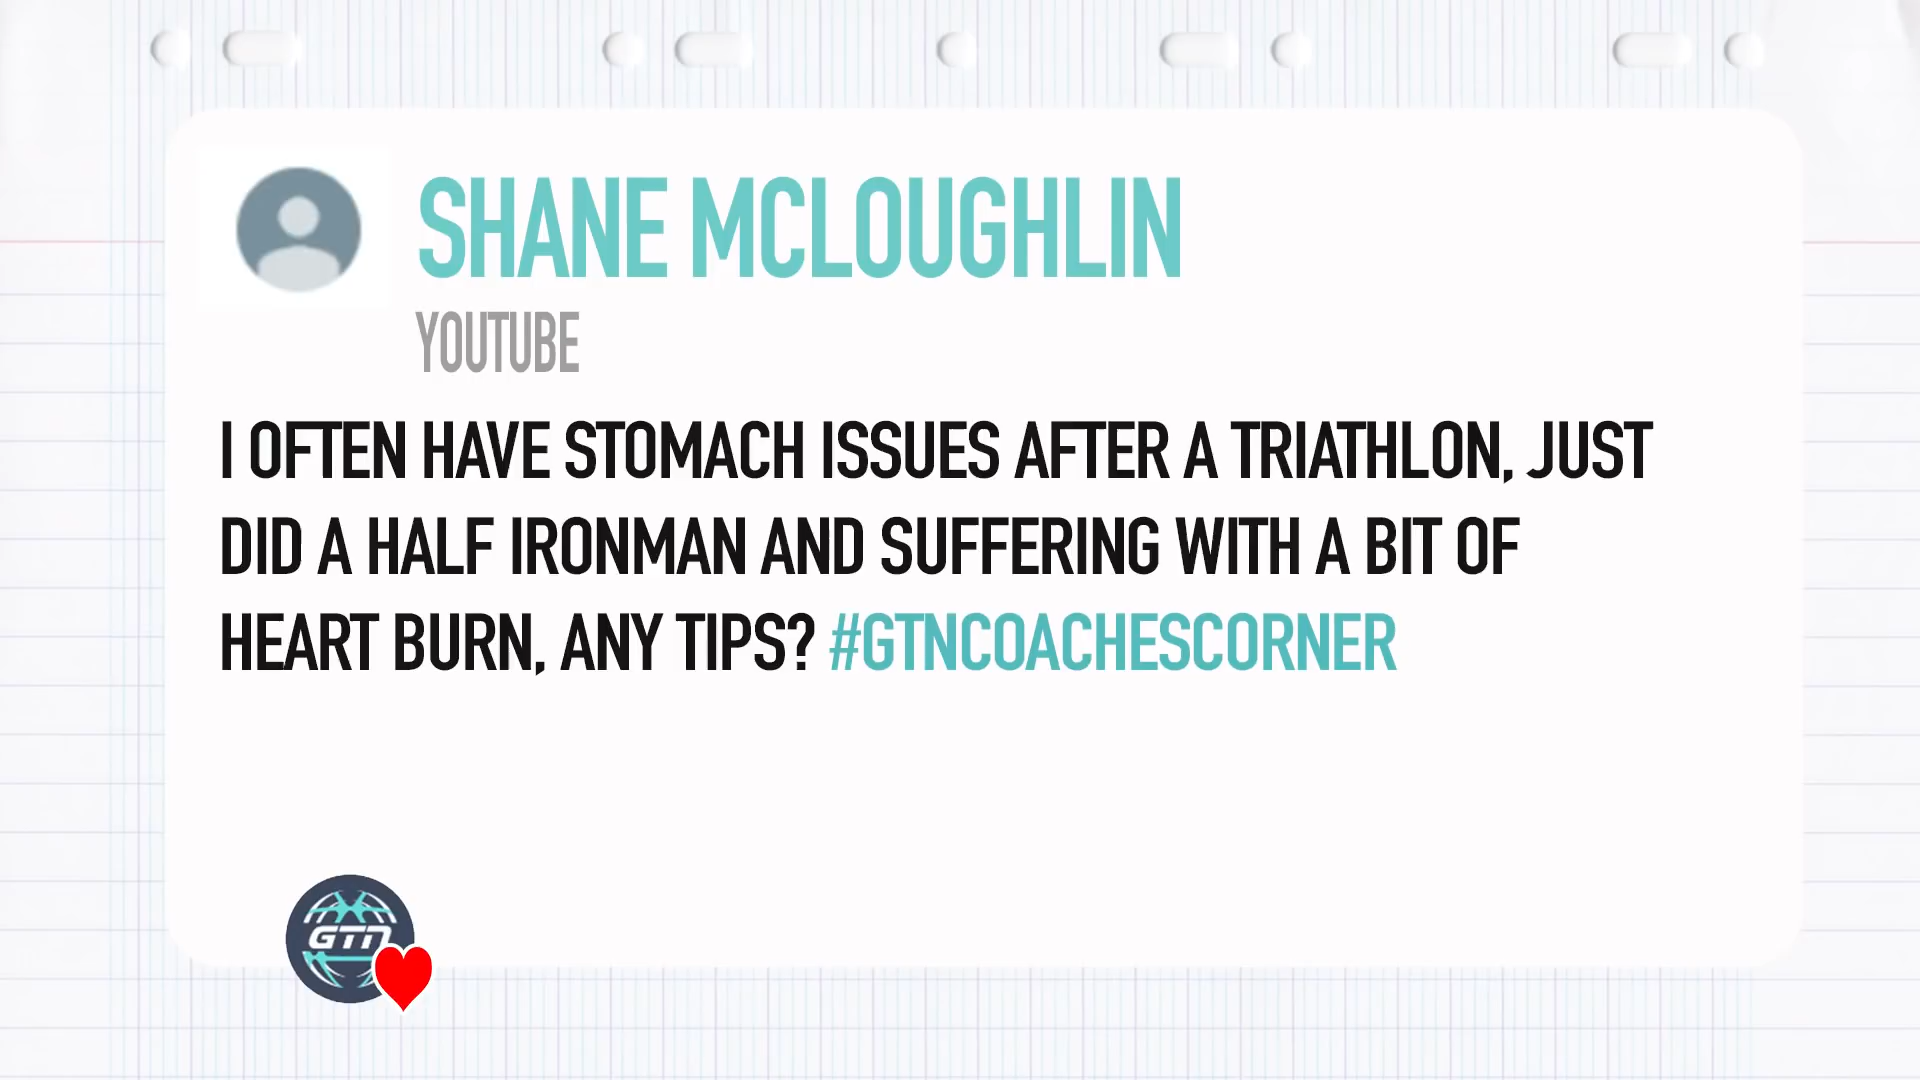 SHANE MCLOUGHLIN
YOUTUBE
I OFTEN HAVE STOMACH ISSUES AFTER A TRIATHLON, JUST
DID A HALF IRONMAN AND SUFFERING WITH A BIT OF
HEART BURN, ANY TIPS? #GTNCOACHESCORNER
GTN